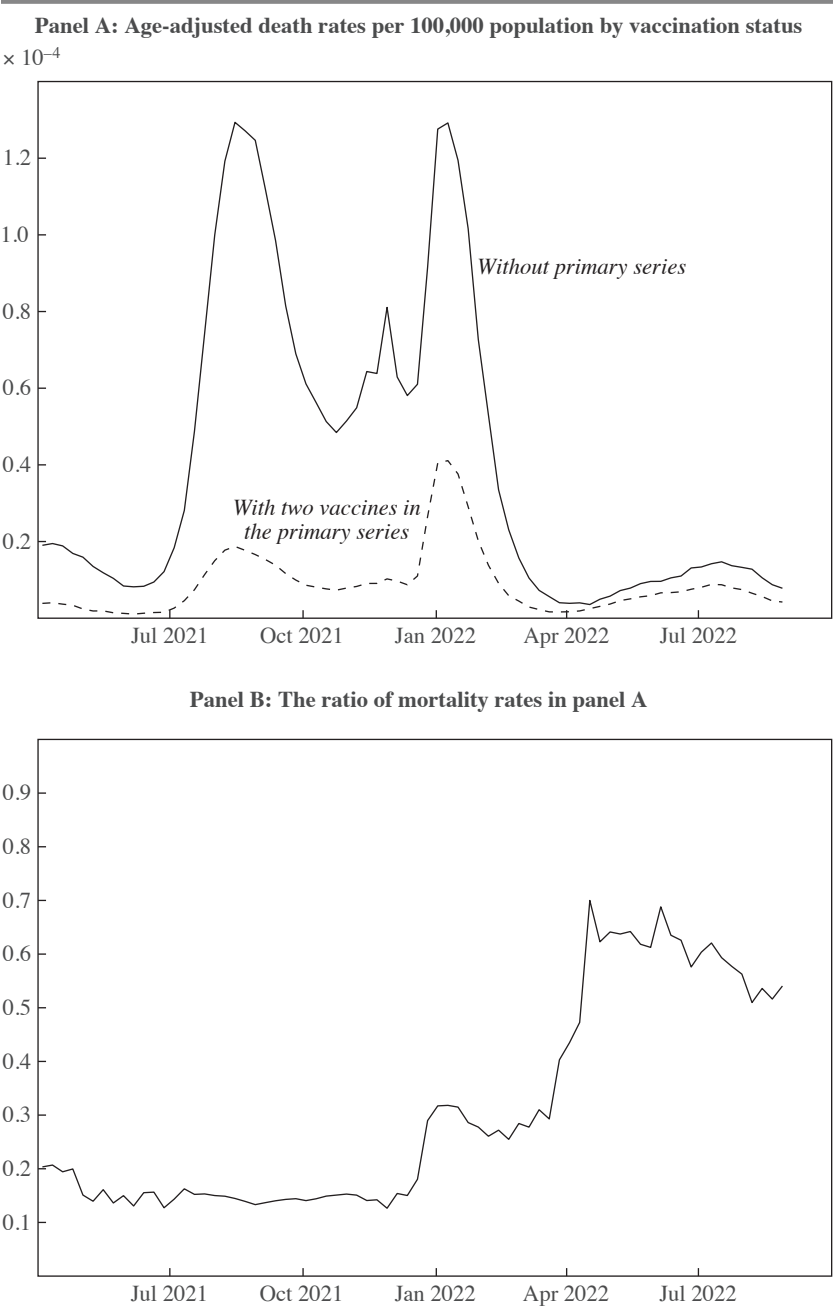 Panel A: Age-adjusted death rates per 100,000 population by vaccination status
× 10–4
1.2
1.0
Without primary series
0.8
0.6
0.4
With two vaccines in
the primary series
0.2
Jul 2021 Oct 2021 Jan 2022 Apr 2022 Jul 2022
Panel B: The ratio of mortality rates in panel A
0.9
0.8
0.7
0.6
0.5
0.4
0.3
0.2
0.1
Jul 2021 Oct 2021 Jan 2022 Apr 2022 Jul 2022